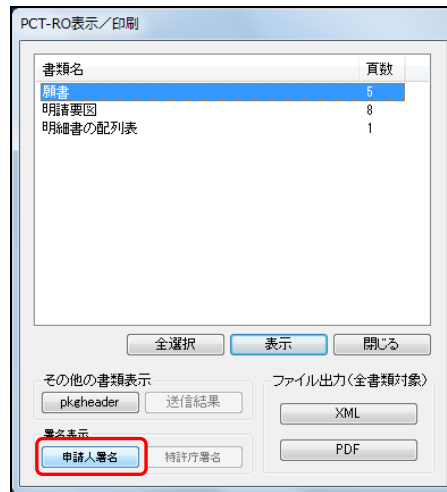 PCT-RO表示/印刷
書類名 頁数
願書 5
明請要図 8
明細書の配列表 1
全選択 表示 閉じる
その他の書類表示
pkgheader 送信結果
署名表示
申請人署名 特許庁署名
ファイル出力(全書類対象)
XML
PDF